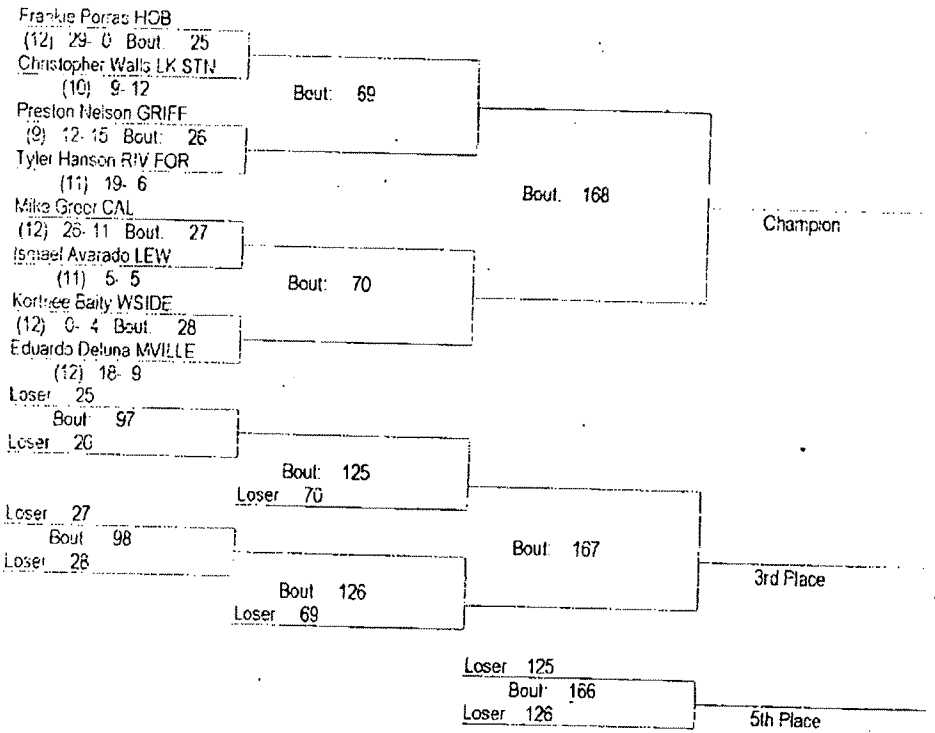 Frankie Porras HOB
(12) 29- 0 Bout: 25
Christopher Walls LK STN
(10) 9- 12
Bout: 69
Preston Nelson GRIFF
(9) 12- 15 Bout: 26
Tyler Hanson RIV FOR
(11) 19- 6
Bout. 168
Mike Greer CAL
(12) 26- 11 Bout. 27
Champion
Ismael Avarado LEW
(11) 5- 5
Bout: 70
Kortnee Baity WSIDE
(12) 0- 4 Bout. 28
Eduardo Deluna MVILLE
(12) 18- 9
Loser 25
Bout: 97
Loser 26
Bout: 125
Loser 70
Loser 27
Bout 98
Loser 28
Bout: 167
3rd Place
Bout 126
Loser 69
Loser 125
Bout: 166
Loser 126
5th Place